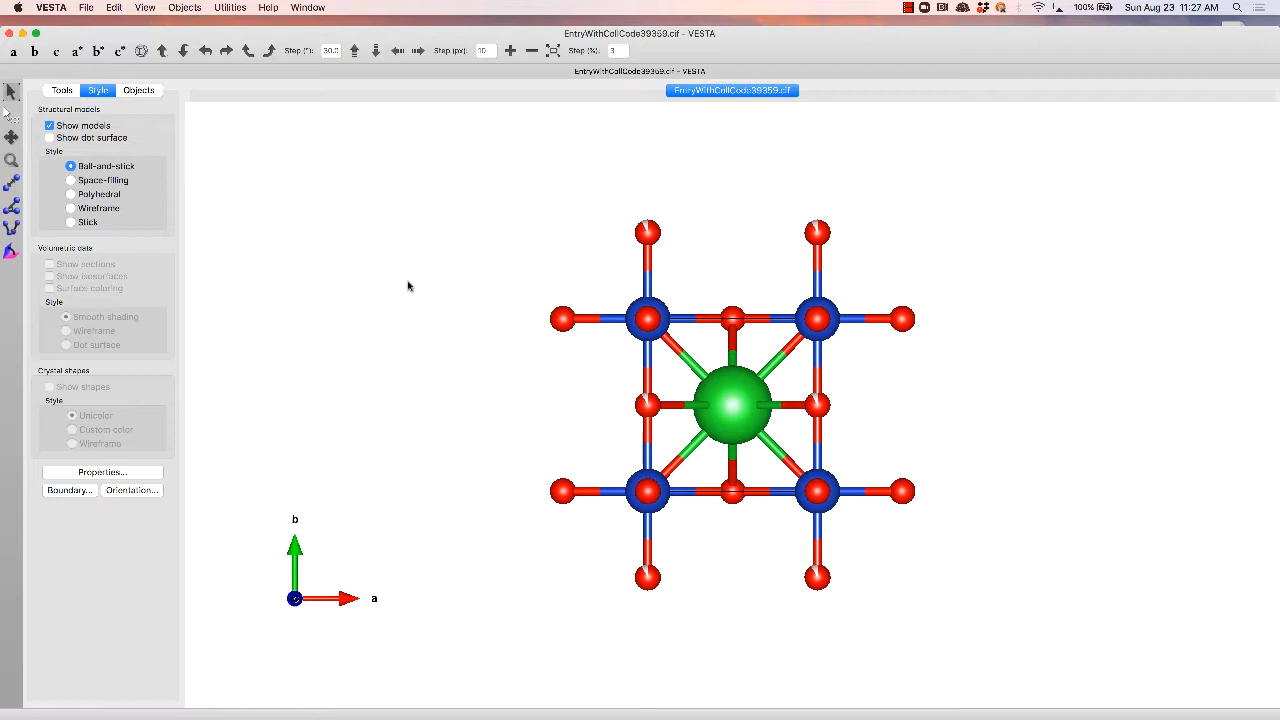 VESTA File Edit View Objects Utilities Help Window 100% Sun Aug 23 11:27 AM
EntryWithCollCode39359.cif - VESTA
a b c a* b* c* Step (°): 30.0 Step (px): 10 Step (%): 3
EntryWithCollCode39359.cif - VESTA
Tools Style Objects
EntryWithCollCode39359.cif
Structural models
Show models
Show dot surface
Style
Ball-and-stick
Space-filling
Polyhedral
Wireframe
Stick
Volumetric data
Show sections
Show isosurfaces
Surface coloring
Style
Smooth shading
Wireframe
Dot surface
Crystal shapes
Show shapes
Style
Unicolor
Custom color
Wireframe
Properties...
Boundary... Orientation...
b
a